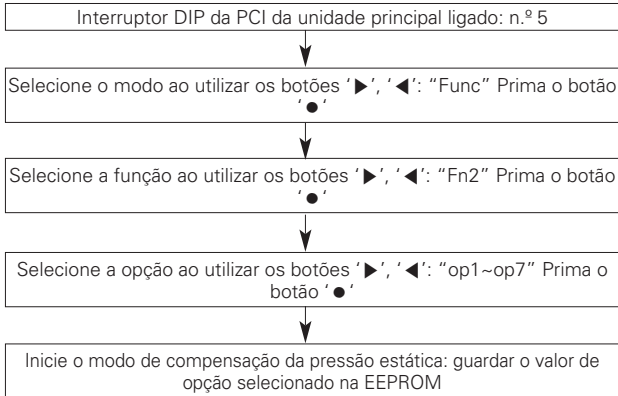 Interruptor DIP da PCI da unidade principal ligado: n.º 5
Selecione o modo ao utilizar os botões ‘▶’, ‘◀’: “Func” Prima o botão
‘●‘
Selecione a função ao utilizar os botões ‘▶’, ‘◀’: “Fn2” Prima o botão
‘●‘
Selecione a opção ao utilizar os botões ‘▶’, ‘◀’: “op1~op7” Prima o
botão ‘●‘
Inicie o modo de compensação da pressão estática: guardar o valor de
opção selecionado na EEPROM